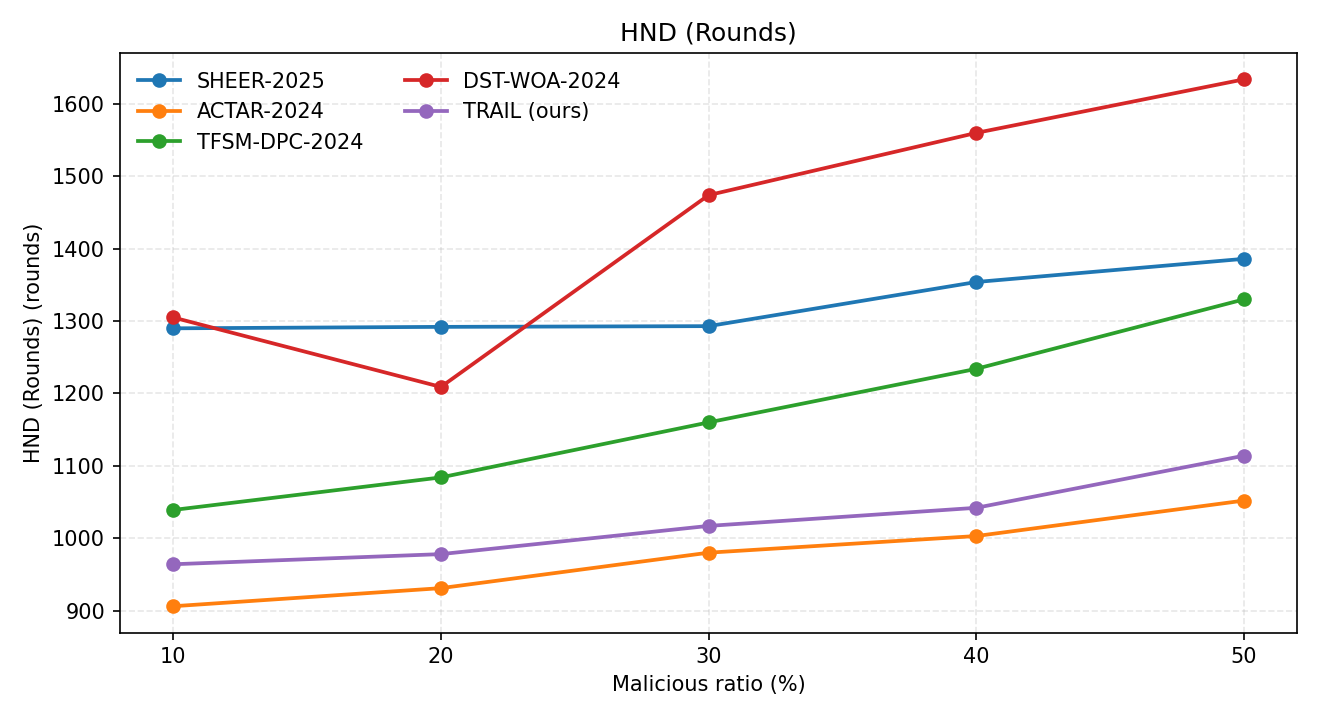 HND (Rounds)
SHEER-2025
ACTAR-2024
TFSM-DPC-2024
DST-WOA-2024
TRAIL (ours)
HND (Rounds) (rounds)
1600
1500
1400
1300
1200
1100
1000
900
10 20 30 40 50
Malicious ratio (%)